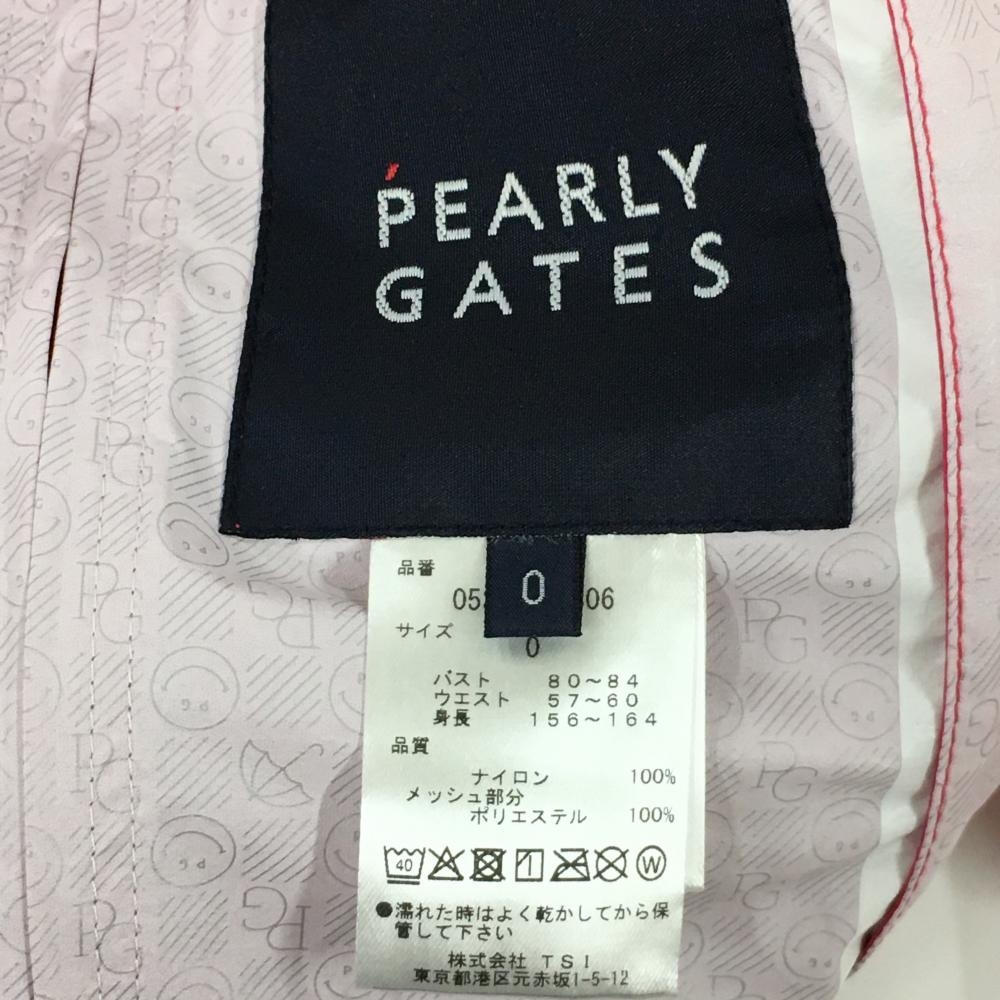 PEARLY
GATES
0
品番
05 06
サイズ
0
バスト 80～84
ウエスト 57～60
身長 156～164
品質
ナイロン 100%
メッシュ部分
ポリエステル 100%
40 1 W
●濡れた時はよく乾かしてから保
管して下さい
株式会社 TSI
東京都港区元赤坂1-5-12
PG